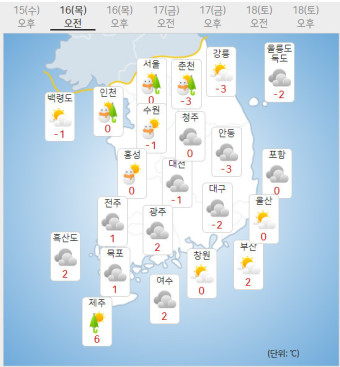 15(수) 16(목) 16(목) 17(금) 17(금) 18(토) 18(토)
오후 오전 오후 오전 오후 오전 오후
서울
0
춘천
-3
강릉
-3
울릉도
독도
-2
백령도
-1
인천
0
수원
-1
청주
0
안동
-3
홍성
0
대전
-1
포항
0
전주
1
광주
2
대구
-2
울산
0
흑산도
2
목포
1
창원
0
부산
2
여수
2
제주
6
(단위: ℃)